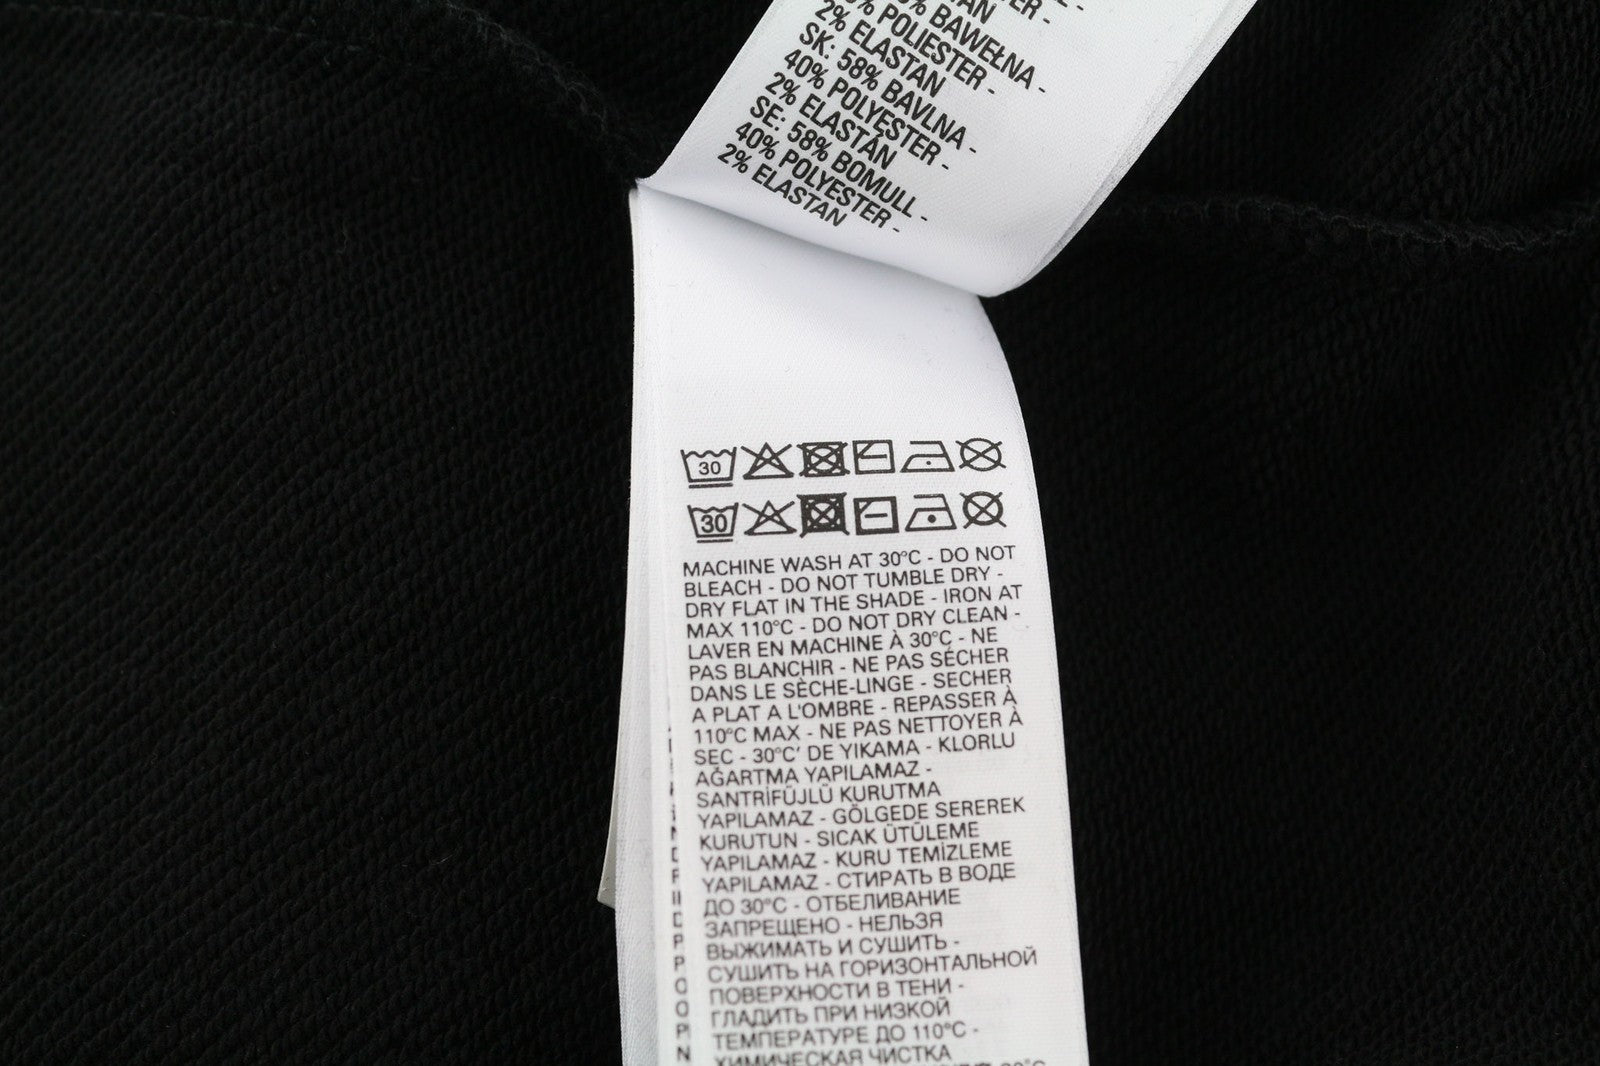 % BAWEŁNA -
% POLIESTER -
2% ELASTAN
SK: 58% BAVLNA -
40% POLYESTER -
2% ELASTÁN
SE: 58% BOMULL -
40% POLYESTER -
2% ELASTAN
30
30
MACHINE WASH AT 30°C - DO NOT
BLEACH - DO NOT TUMBLE DRY -
DRY FLAT IN THE SHADE - IRON AT
MAX 110°C - DO NOT DRY CLEAN -
LAVER EN MACHINE À 30°C - NE
PAS BLANCHIR - NE PAS SÉCHER
DANS LE SÈCHE-LINGE - SECHER
A PLAT A L'OMBRE - REPASSER À
110°C MAX - NE PAS NETTOYER À
SEC - 30°C' DE YIKAMA - KLORLU
AĞARTMA YAPILAMAZ -
SANTRİFÜJLÜ KURUTMA
YAPILAMAZ - GÖLGEDE SEREREK
KURUTUN - SICAK ÜTÜLEME
YAPILAMAZ - KURU TEMİZLEME
YAPILAMAZ - СТИРАТЬ В ВОДЕ
ДО 30°C - ОТБЕЛИВАНИЕ
ЗАПРЕЩЕНО - НЕЛЬЗЯ
ВЫЖИМАТЬ И СУШИТЬ -
СУШИТЬ НА ГОРИЗОНТАЛЬНОЙ
ПОВЕРХНОСТИ В ТЕНИ -
ГЛАДИТЬ ПРИ НИЗКОЙ
ТЕМПЕРАТУРЕ ДО 110°C -
ХИМИЧЕСКАЯ ЧИСТКА